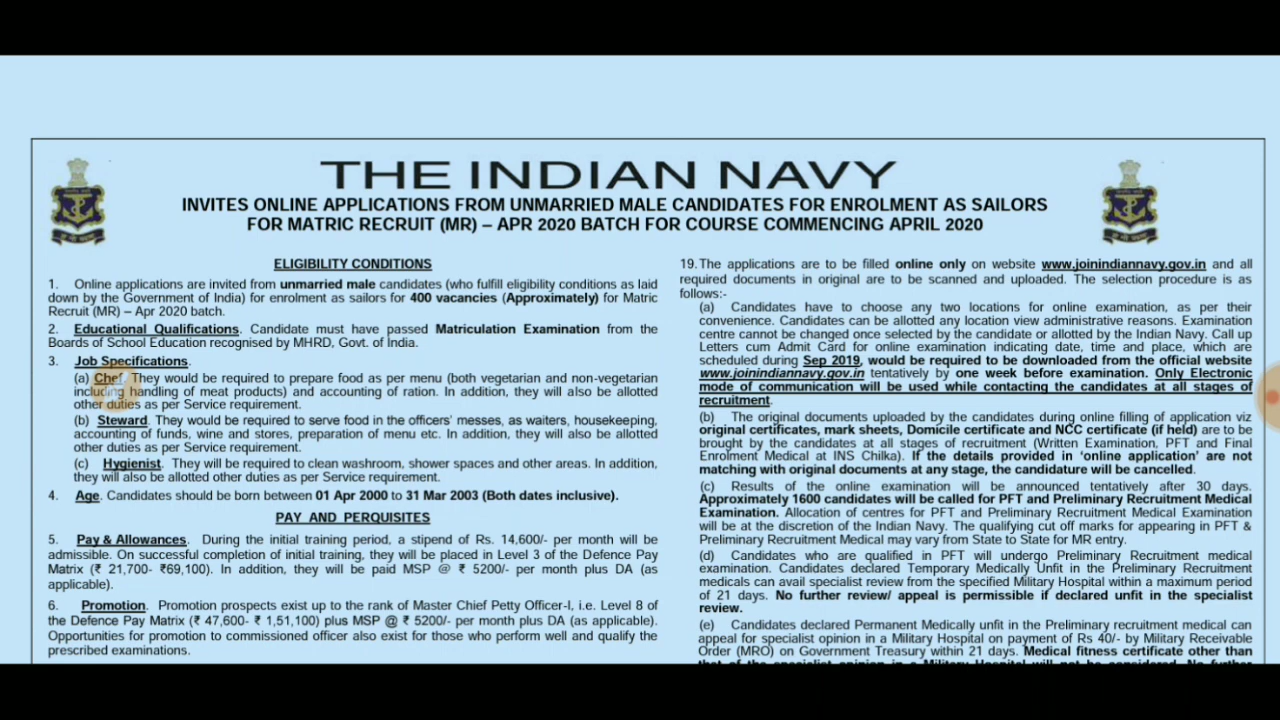 THE INDIAN NAVY
INVITES ONLINE APPLICATIONS FROM UNMARRIED MALE CANDIDATES FOR ENROLMENT AS SAILORS
FOR MATRIC RECRUIT (MR) – APR 2020 BATCH FOR COURSE COMMENCING APRIL 2020
ELIGIBILITY CONDITIONS
1. Online applications are invited from unmarried male candidates (who fulfill eligibility conditions as laid
down by the Government of India) for enrolment as sailors for 400 vacancies (Approximately) for Matric
Recruit (MR) – Apr 2020 batch.
2. Educational Qualifications. Candidate must have passed Matriculation Examination from the
Boards of School Education recognised by MHRD, Govt. of India.
3. Job Specifications.
(a) Chef. They would be required to prepare food as per menu (both vegetarian and non-vegetarian
including handling of meat products) and accounting of ration. In addition, they will also be allotted
other duties as per Service requirement.
(b) Steward. They would be required to serve food in the officers' messes, as waiters, housekeeping,
accounting of funds, wine and stores, preparation of menu etc. In addition, they will also be allotted
other duties as per Service requirement.
(c) Hygienist. They will be required to clean washroom, shower spaces and other areas. In addition,
they will also be allotted other duties as per Service requirement.
4. Age. Candidates should be born between 01 Apr 2000 to 31 Mar 2003 (Both dates inclusive).
PAY AND PERQUISITES
5. Pay & Allowances. During the initial training period, a stipend of Rs. 14,600/- per month will be
admissible. On successful completion of initial training, they will be placed in Level 3 of the Defence Pay
Matrix (₹ 21,700- ₹69,100). In addition, they will be paid MSP @ ₹ 5200/- per month plus DA (as
applicable).
6. Promotion. Promotion prospects exist up to the rank of Master Chief Petty Officer-I, i.e. Level 8 of
the Defence Pay Matrix (₹ 47,600- ₹ 1,51,100) plus MSP @ ₹ 5200/- per month plus DA (as applicable).
Opportunities for promotion to commissioned officer also exist for those who perform well and qualify the
prescribed examinations.
19. The applications are to be filled online only on website www.joinindiannavy.gov.in and all
required documents in original are to be scanned and uploaded. The selection procedure is as
follows:-
(a) Candidates have to choose any two locations for online examination, as per their
convenience. Candidates can be allotted any location view administrative reasons. Examination
centre cannot be changed once selected by the candidate or allotted by the Indian Navy. Call up
Letters cum Admit Card for online examination indicating date, time and place, which are
scheduled during Sep 2019, would be required to be downloaded from the official website
www.joinindiannavy.gov.in tentatively by one week before examination. Only Electronic
mode of communication will be used while contacting the candidates at all stages of
recruitment.
(b) The original documents uploaded by the candidates during online filling of application viz
original certificates, mark sheets, Domicile certificate and NCC certificate (if held) are to be
brought by the candidates at all stages of recruitment (Written Examination, PFT and Final
Enrolment Medical at INS Chilka). If the details provided in 'online application' are not
matching with original documents at any stage, the candidature will be cancelled.
(c) Results of the online examination will be announced tentatively after 30 days.
Approximately 1600 candidates will be called for PFT and Preliminary Recruitment Medical
Examination. Allocation of centres for PFT and Preliminary Recruitment Medical Examination
will be at the discretion of the Indian Navy. The qualifying cut off marks for appearing in PFT &
Preliminary Recruitment Medical may vary from State to State for MR entry.
(d) Candidates who are qualified in PFT will undergo Preliminary Recruitment medical
examination. Candidates declared Temporary Medically Unfit in the Preliminary Recruitment
medicals can avail specialist review from the specified Military Hospital within a maximum period
of 21 days. No further review/ appeal is permissible if declared unfit in the specialist
review.
(e) Candidates declared Permanent Medically unfit in the Preliminary recruitment medical can
appeal for specialist opinion in a Military Hospital on payment of Rs 40/- by Military Receivable
Order (MRO) on Government Treasury within 21 days. Medical fitness certificate other than
that of the specialist opinion in a Military Hospital will not be considered. No further